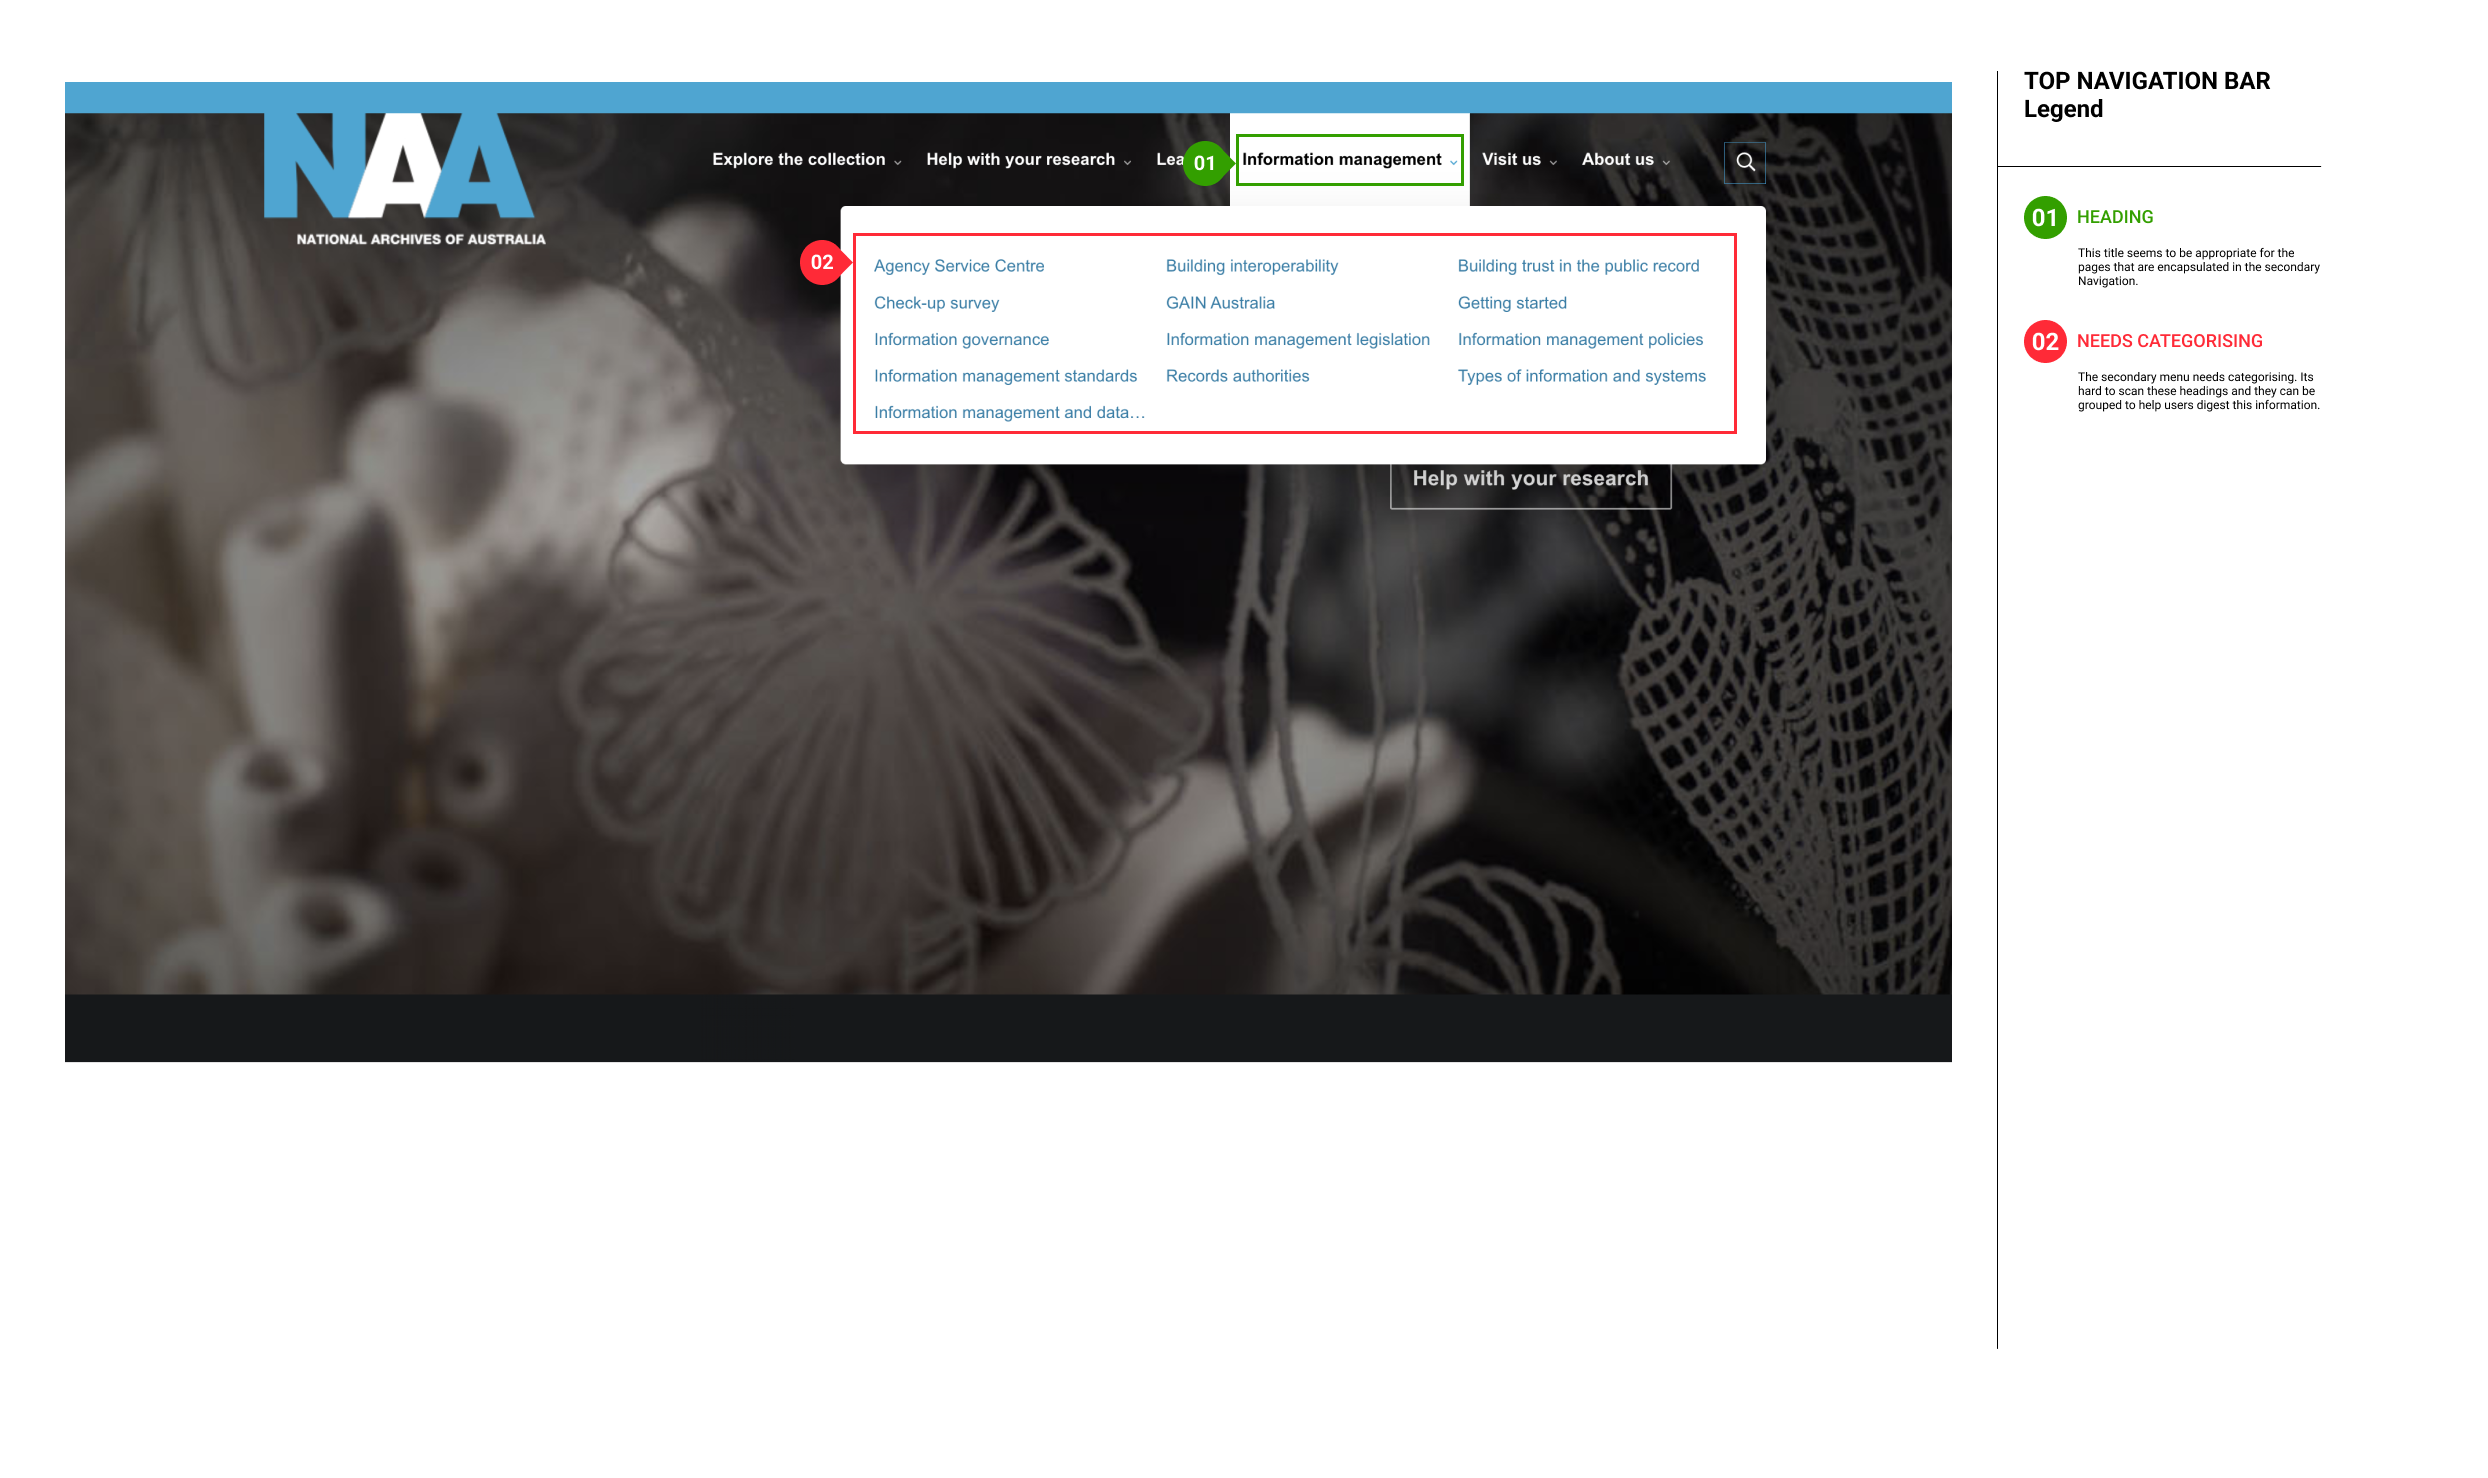 NAA
NATIONAL ARCHIVES OF AUSTRALIA
Explore the collection
Help with your research
Lea
01
Information management
Visit us
About us
02
Agency Service Centre
Building interoperability
Building trust in the public record
Check-up survey
GAIN Australia
Getting started
Information governance
Information management legislation
Information management policies
Information management standards
Records authorities
Types of information and systems
Information management and data…
Help with your research
TOP NAVIGATION BAR
Legend
01 HEADING
This title seems to be appropriate for the
pages that are encapsulated in the secondary
Navigation.
02 NEEDS CATEGORISING
The secondary menu needs categorising. Its
hard to scan these headings and they can be
grouped to help users digest this information.